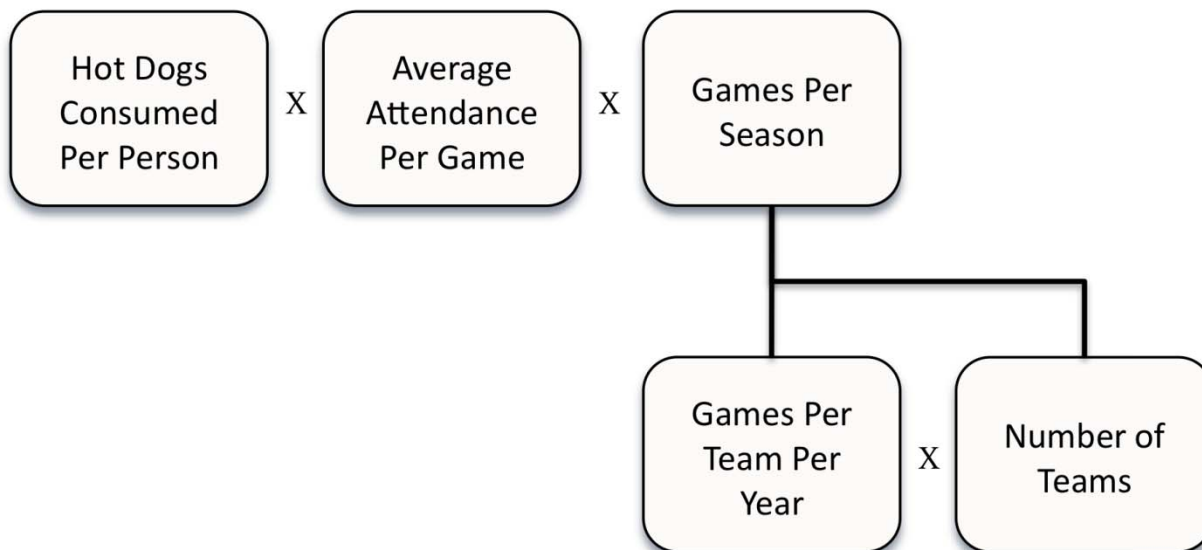 Hot Dogs
Consumed
Per Person
X
Average
Attendance
Per Game
X
Games Per
Season
Games Per
Team Per
Year
X
Number of
Teams